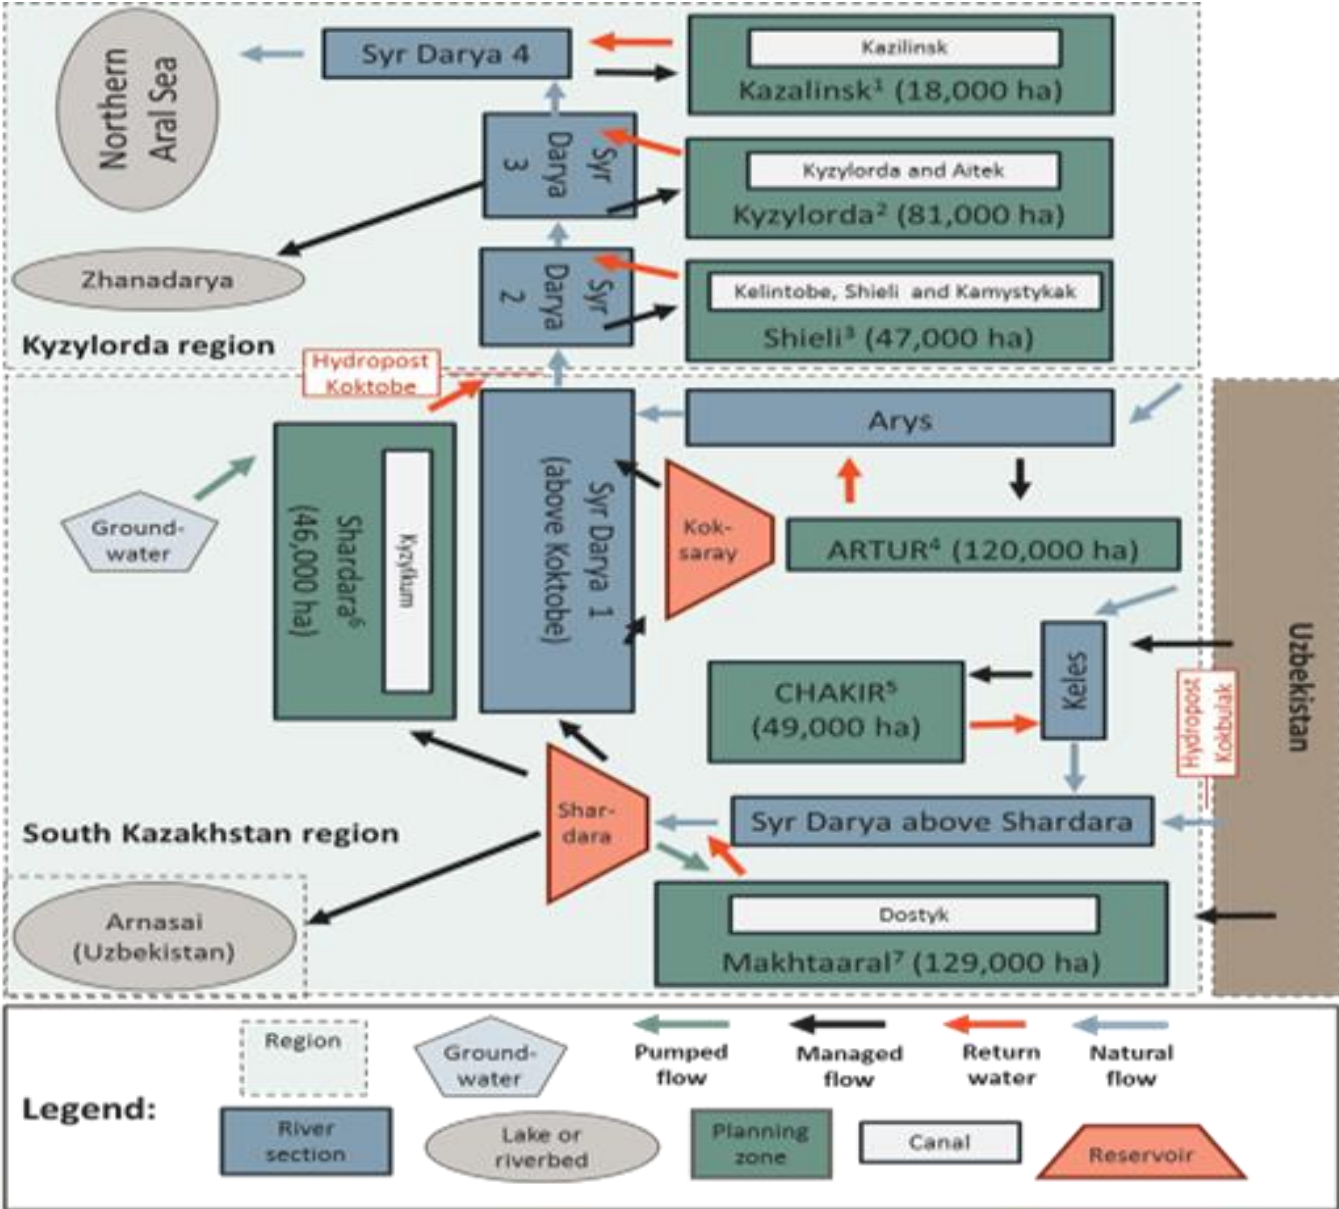 Northern
Aral Sea
Syr Darya 4
Kazilinsk
Kazalinsk¹ (18,000 ha)
Syr
Darya
3
Kyzylorda and Aitek
Kyzylorda² (81,000 ha)
Zhanadarya
Syr
Darya
2
Kelintobe, Shieli and Kamystykak
Shieli³ (47,000 ha)
Kyzylorda region
Hydropost
Koktobe
Arys
Syr Darya 1
(above Koktobe)
Ground-
water
Shardara⁶
(46,000 ha)
Kyzylkum
Kok-
saray
ARTUR⁴ (120,000 ha)
Keles
CHAKIR⁵
(49,000 ha)
Hydropost
Kokbulak
Uzbekistan
Shar-
dara
Syr Darya above Shardara
South Kazakhstan region
Arnasai
(Uzbekistan)
Dostyk
Makhtaaral⁷ (129,000 ha)
Legend:
Region
Ground-
water
Pumped
flow
Managed
flow
Return
water
Natural
flow
River
section
Lake or
riverbed
Planning
zone
Canal
Reservoir